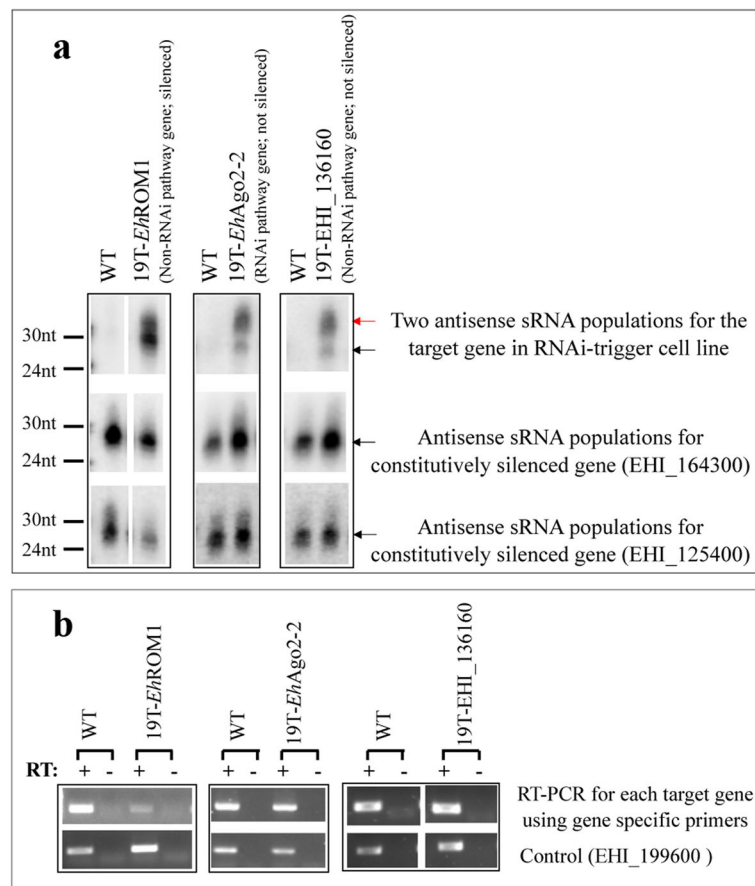 a
WT
19T-EhROM1
(Non-RNAi pathway gene; silenced)
WT
19T-EhAgo2-2
(RNAi pathway gene; not silenced)
WT
19T-EHI_136160
(Non-RNAi pathway gene; not silenced)
30nt
24nt
Two antisense sRNA populations for the
target gene in RNAi-trigger cell line
30nt
24nt
Antisense sRNA populations for
constitutively silenced gene (EHI_164300)
30nt
24nt
Antisense sRNA populations for
constitutively silenced gene (EHI_125400)
b
WT
19T-EhROM1
WT
19T-EhAgo2-2
WT
19T-EHI_136160
RT: + - + - + - + - + - + -
RT-PCR for each target gene
using gene specific primers
Control (EHI_199600 )